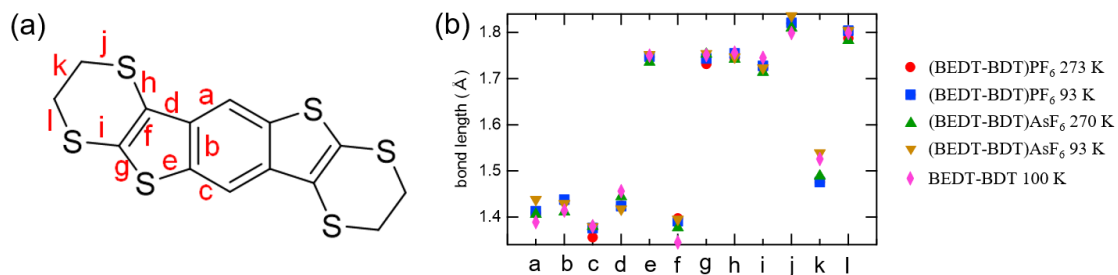 (a)
j
k
S
h
l
d
a
S
i
f
b
S
S
g
e
S
c
S
(b)
bond length ( Å )
1.8
1.7
1.6
1.5
1.4
a b c d e f g h i j k l
(BEDT-BDT)PF₆ 273 K
(BEDT-BDT)PF₆ 93 K
(BEDT-BDT)AsF₆ 270 K
(BEDT-BDT)AsF₆ 93 K
BEDT-BDT 100 K